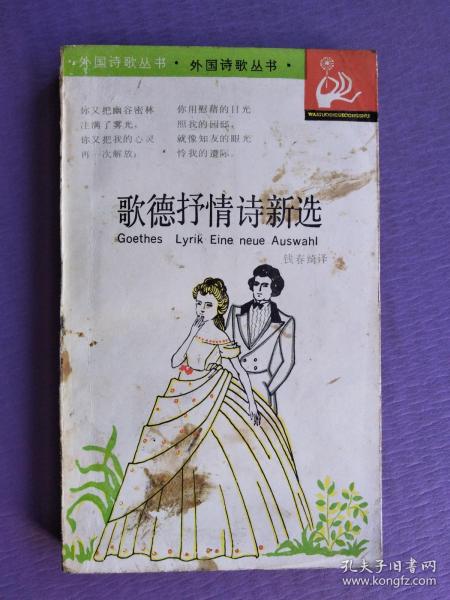 ·外国诗歌丛书·外国诗歌丛书·
WAIGUOSHIGECONGSHU
你又把幽谷密林
注满了雾光，
你又把我的心灵
再一次解放；
你用慰藉的目光
照我的园邸，
就像知友的眼光
怜我的遭际。
歌德抒情诗新选
Goethes Lyrik Eine neue Auswahl
钱春绮译
孔夫子旧书网
www.kongfz.com